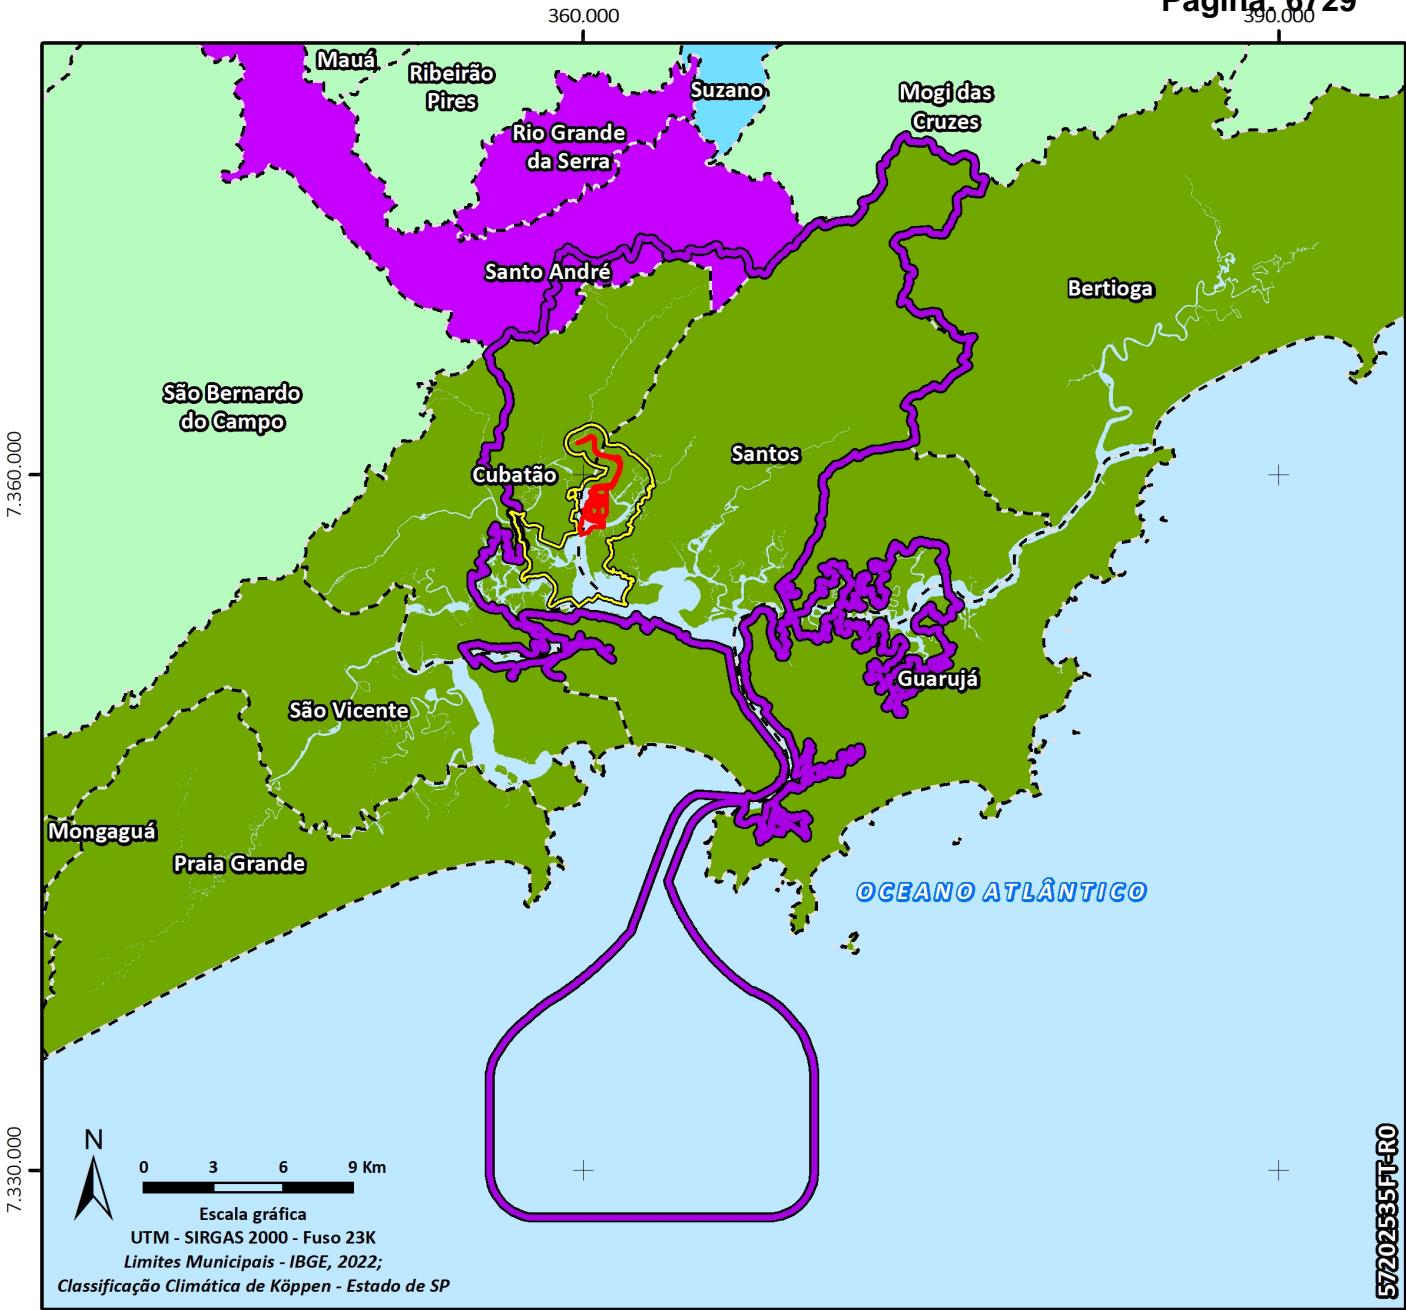 Página: 6729
360.000
390.000
Mauá
Ribeirão
Pires
Suzano
Mogi das
Cruzes
Rio Grande
da Serra
Santo André
Bertioga
São Bernardo
do Campo
7.360.000
Cubatão
Santos
Guarujá
São Vicente
Mongaguá
Praia Grande
OCEANO ATLÂNTICO
N
0 3 6 9 Km
Escala gráfica
UTM - SIRGAS 2000 - Fuso 23K
Limites Municipais - IBGE, 2022;
Classificação Climática de Köppen - Estado de SP
7.330.000
57202535FT-R0